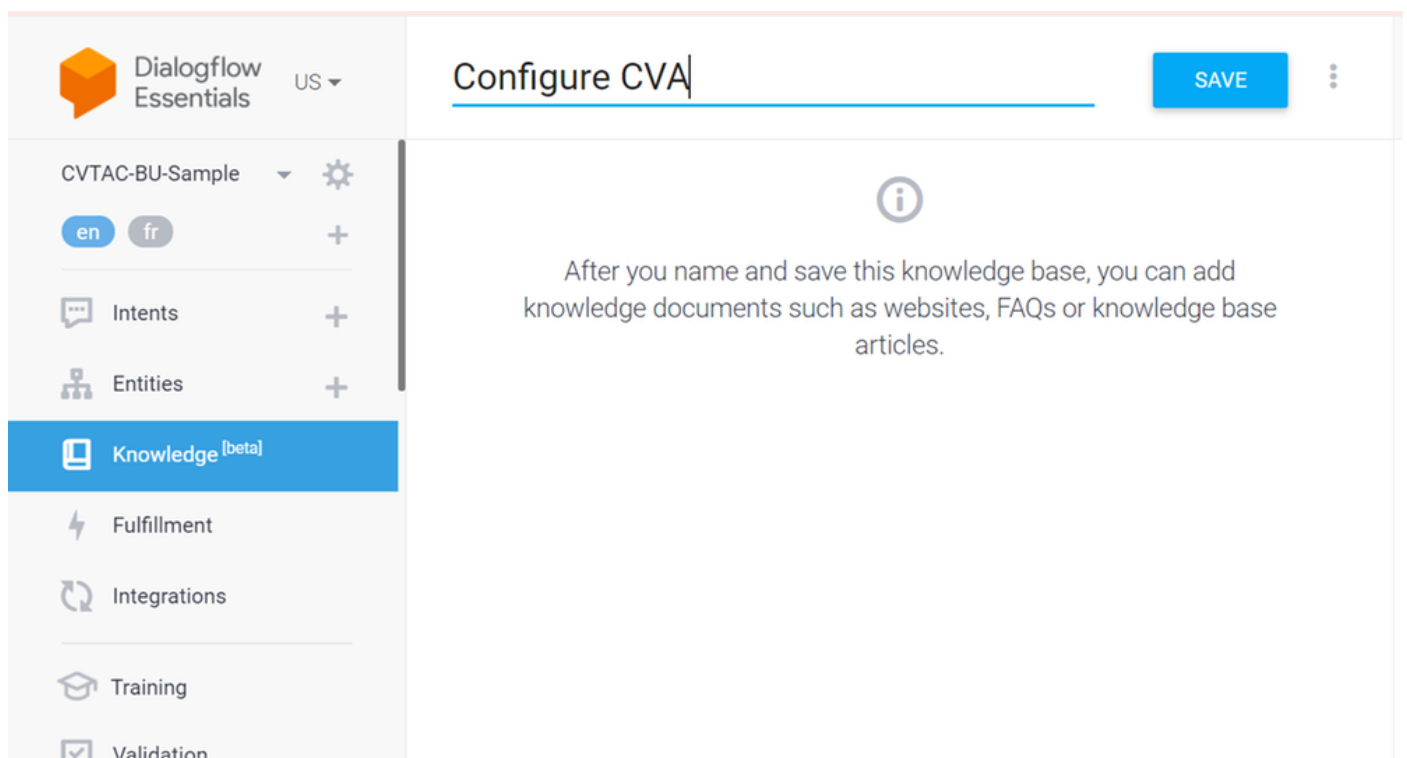 Dialogflow
Essentials
US
Configure CVA
SAVE
CVTAC-BU-Sample
en
fr
After you name and save this knowledge base, you can add
knowledge documents such as websites, FAQs or knowledge base
articles.
Intents
Entities
Knowledge [beta]
Fulfillment
Integrations
Training
Validation